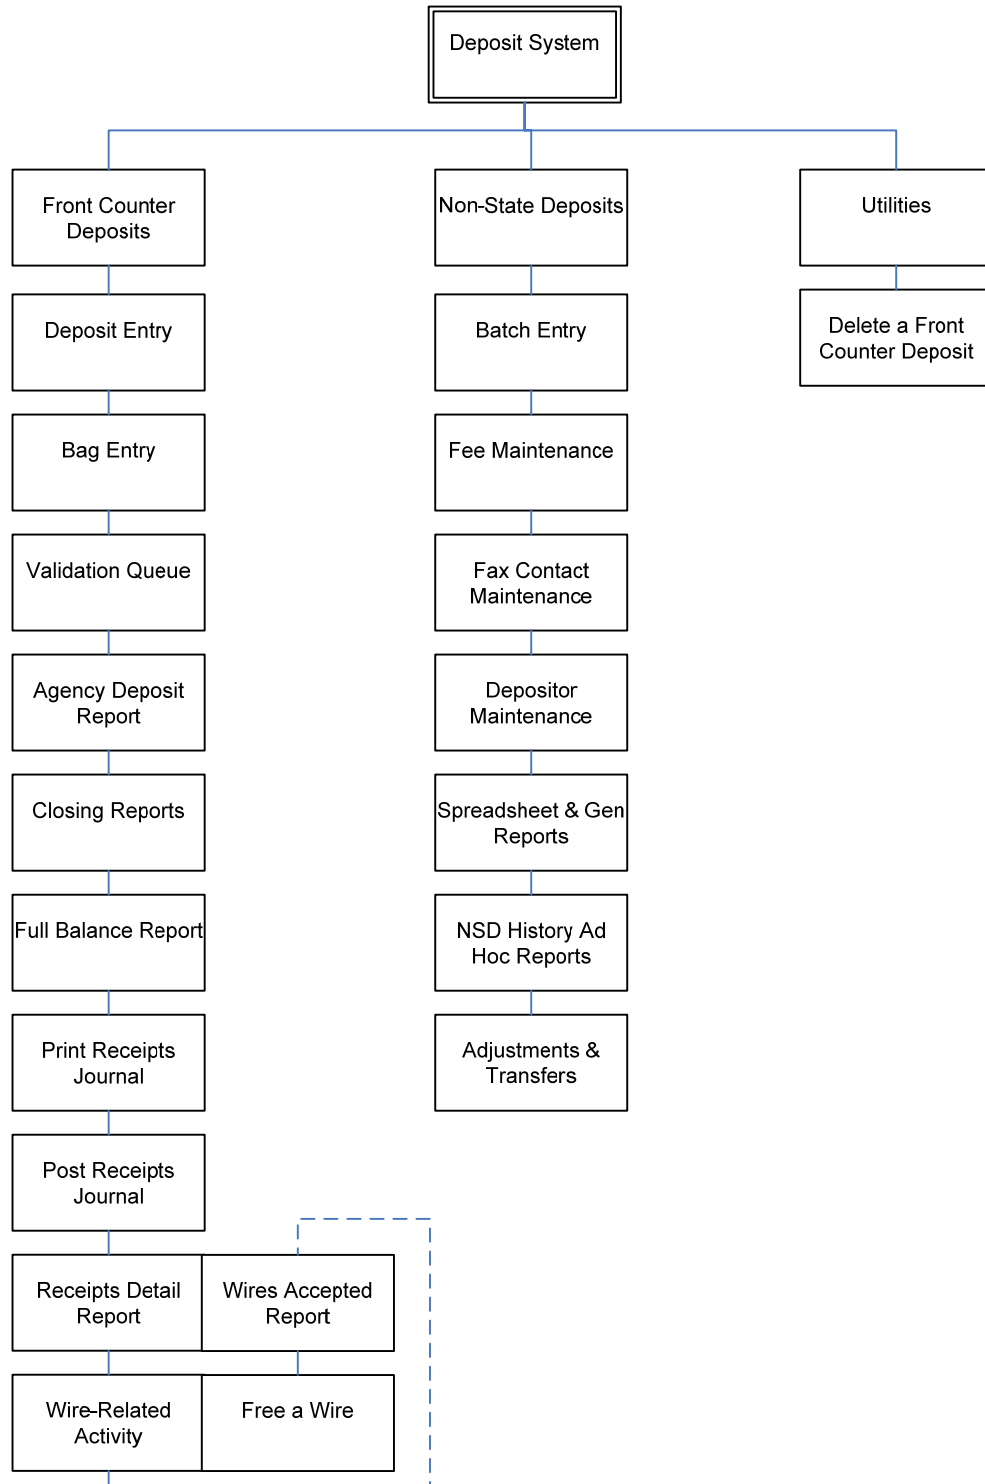 Deposit System
Front Counter
Deposits
Non-State Deposits
Utilities
Deposit Entry
Batch Entry
Delete a Front
Counter Deposit
Bag Entry
Fee Maintenance
Validation Queue
Fax Contact
Maintenance
Agency Deposit
Report
Depositor
Maintenance
Closing Reports
Spreadsheet & Gen
Reports
Full Balance Report
NSD History Ad
Hoc Reports
Print Receipts
Journal
Adjustments &
Transfers
Post Receipts
Journal
Receipts Detail
Report
Wires Accepted
Report
Wire-Related
Activity
Free a Wire